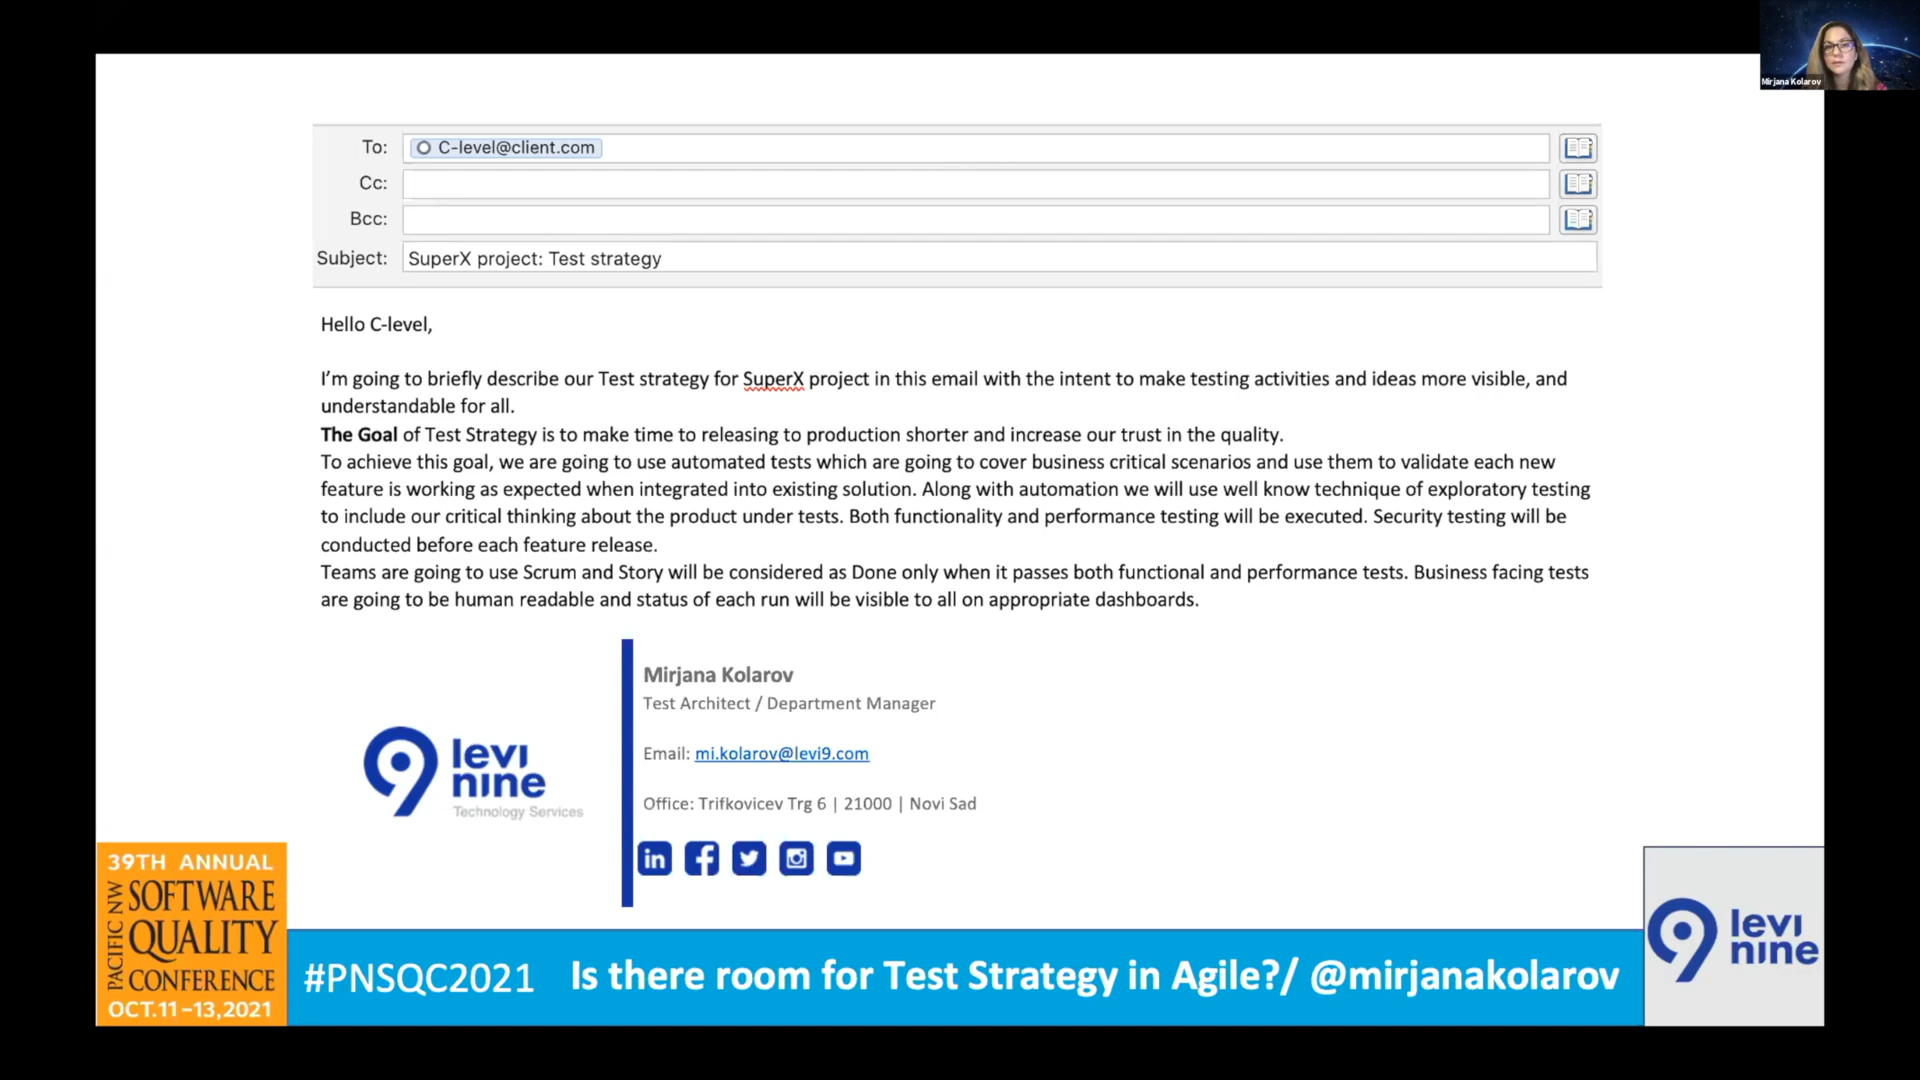 Mirjana Kolarov
To: C-level@client.com
Cc:
Bcc:
Subject: SuperX project: Test strategy
Hello C-level,
I'm going to briefly describe our Test strategy for SuperX project in this email with the intent to make testing activities and ideas more visible, and
understandable for all.
The Goal of Test Strategy is to make time to releasing to production shorter and increase our trust in the quality.
To achieve this goal, we are going to use automated tests which are going to cover business critical scenarios and use them to validate each new
feature is working as expected when integrated into existing solution. Along with automation we will use well know technique of exploratory testing
to include our critical thinking about the product under tests. Both functionality and performance testing will be executed. Security testing will be
conducted before each feature release.
Teams are going to use Scrum and Story will be considered as Done only when it passes both functional and performance tests. Business facing tests
are going to be human readable and status of each run will be visible to all on appropriate dashboards.
levi
nine
Technology Services
Mirjana Kolarov
Test Architect / Department Manager
Email: mi.kolarov@levi9.com
Office: Trifkovicev Trg 6 | 21000 | Novi Sad
in
39TH ANNUAL
PACIFIC NW
SOFTWARE
QUALITY
CONFERENCE
OCT.11-13,2021
#PNSQC2021 Is there room for Test Strategy in Agile?/ @mirjanakolarov
levi
nine